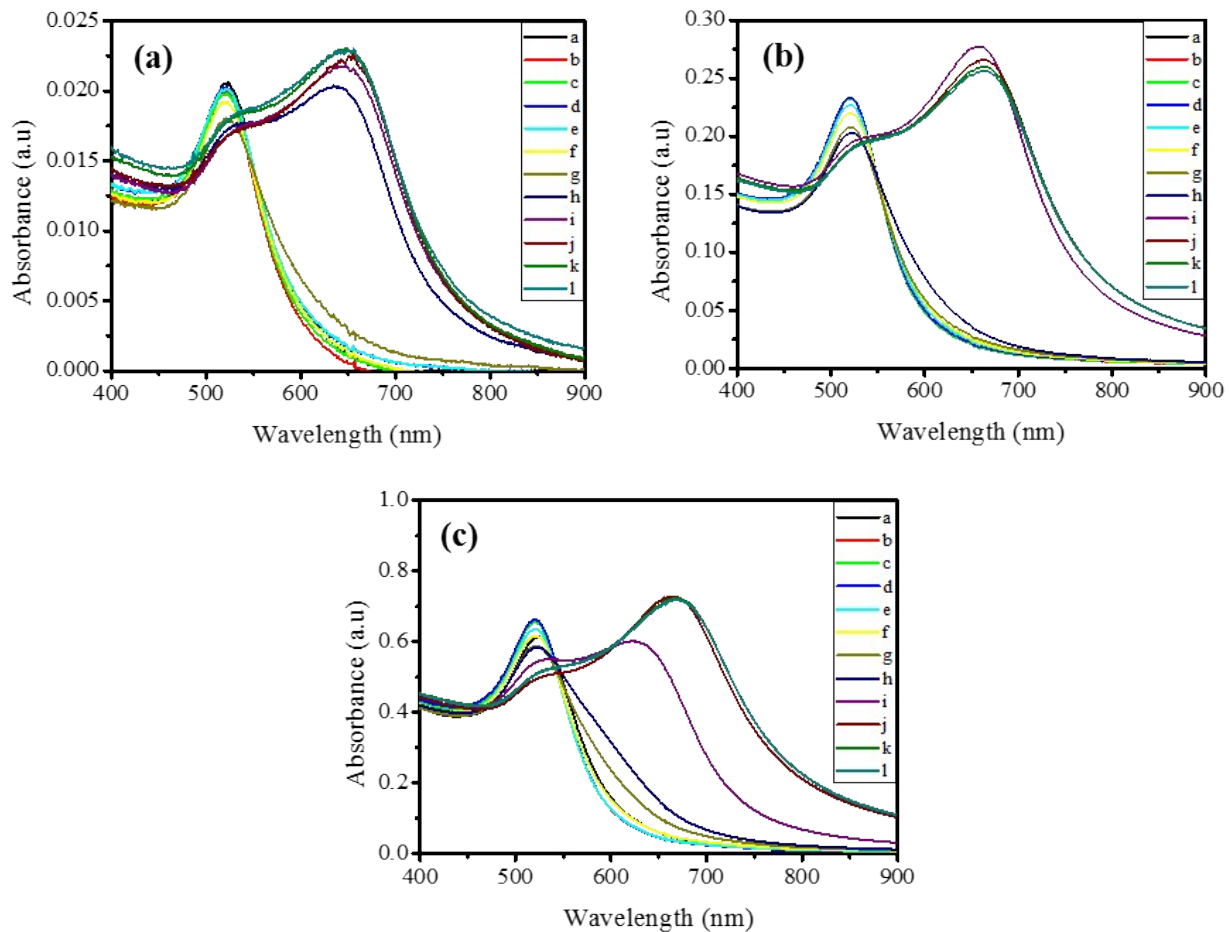 (a)
Absorbance (a.u)
0.025
0.020
0.015
0.010
0.005
0.000
400 500 600 700 800 900
Wavelength (nm)
a
b
c
d
e
f
g
h
i
j
k
l
(b)
Absorbance (a.u
0.30
0.25
0.20
0.15
0.10
0.05
0.00
400 500 600 700 800 900
Wavelength (nm)
a
b
c
d
e
f
g
h
i
j
k
l
(c)
Absorbance (a.u)
1.0
0.8
0.6
0.4
0.2
0.0
400 500 600 700 800 900
Wavelength (nm)
a
b
c
d
e
f
g
h
i
j
k
l